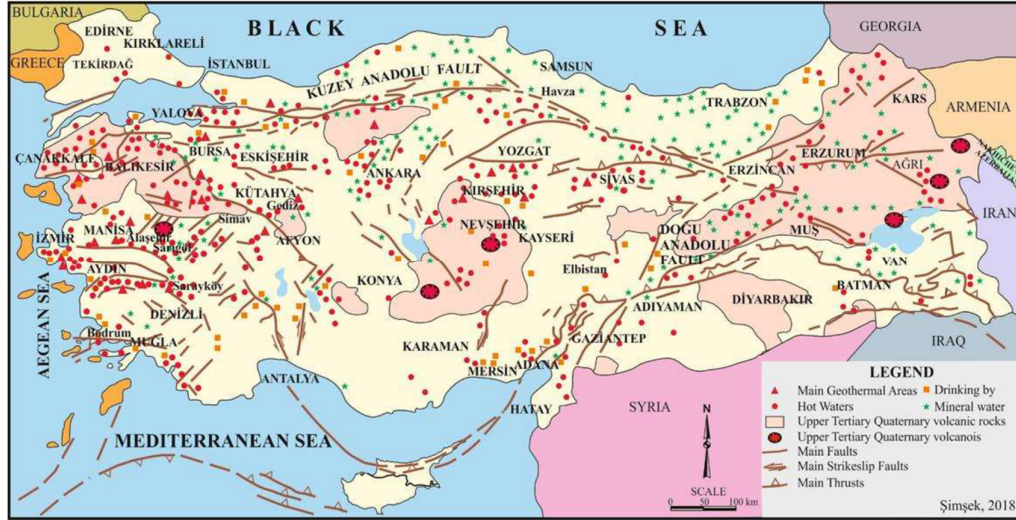 BULGARIA
BLACK SEA
GEORGIA
EDİRNE
KIRKLARELİ
GREECE
TEKİRDAĞ
İSTANBUL
KUZEY ANADOLU FAULT
SAMSUN
Havza
TRABZON
KARS
ARMENIA
YALOVA
ÇANAKKALE
BALIKESİR
BURSA
ESKİŞEHİR
ANKARA
YOZGAT
SİVAS
ERZİNCAN
ERZURUM
AĞRI
IRAN
KÜTAHYA
Gediz
KIRŞEHİR
Simav
NEVŞEHİR
KAYSERİ
MANİSA
Alaşehir
Sarıgöl
AFYON
İZMİR
DOĞU
ANADOLU
FAULT
MUŞ
VAN
AYDIN
Sarayköy
KONYA
Elbistan
BATMAN
DENİZLİ
ADIYAMAN
DİYARBAKIR
Bodrum
MUĞLA
KARAMAN
GAZİANTEP
IRAQ
AEGEAN SEA
ANTALYA
MERSİN
ADANA
HATAY
SYRIA
MEDITERRANEAN SEA
LEGEND
Main Geothermal Areas
Drinking by
Hot Waters
Mineral water
Upper Tertiary Quaternary volcanic rocks
Upper Tertiary Quaternary volcanois
Main Faults
Main Strikeslip Faults
Main Thrusts
N
SCALE
0 50 100 km
Şimşek, 2018